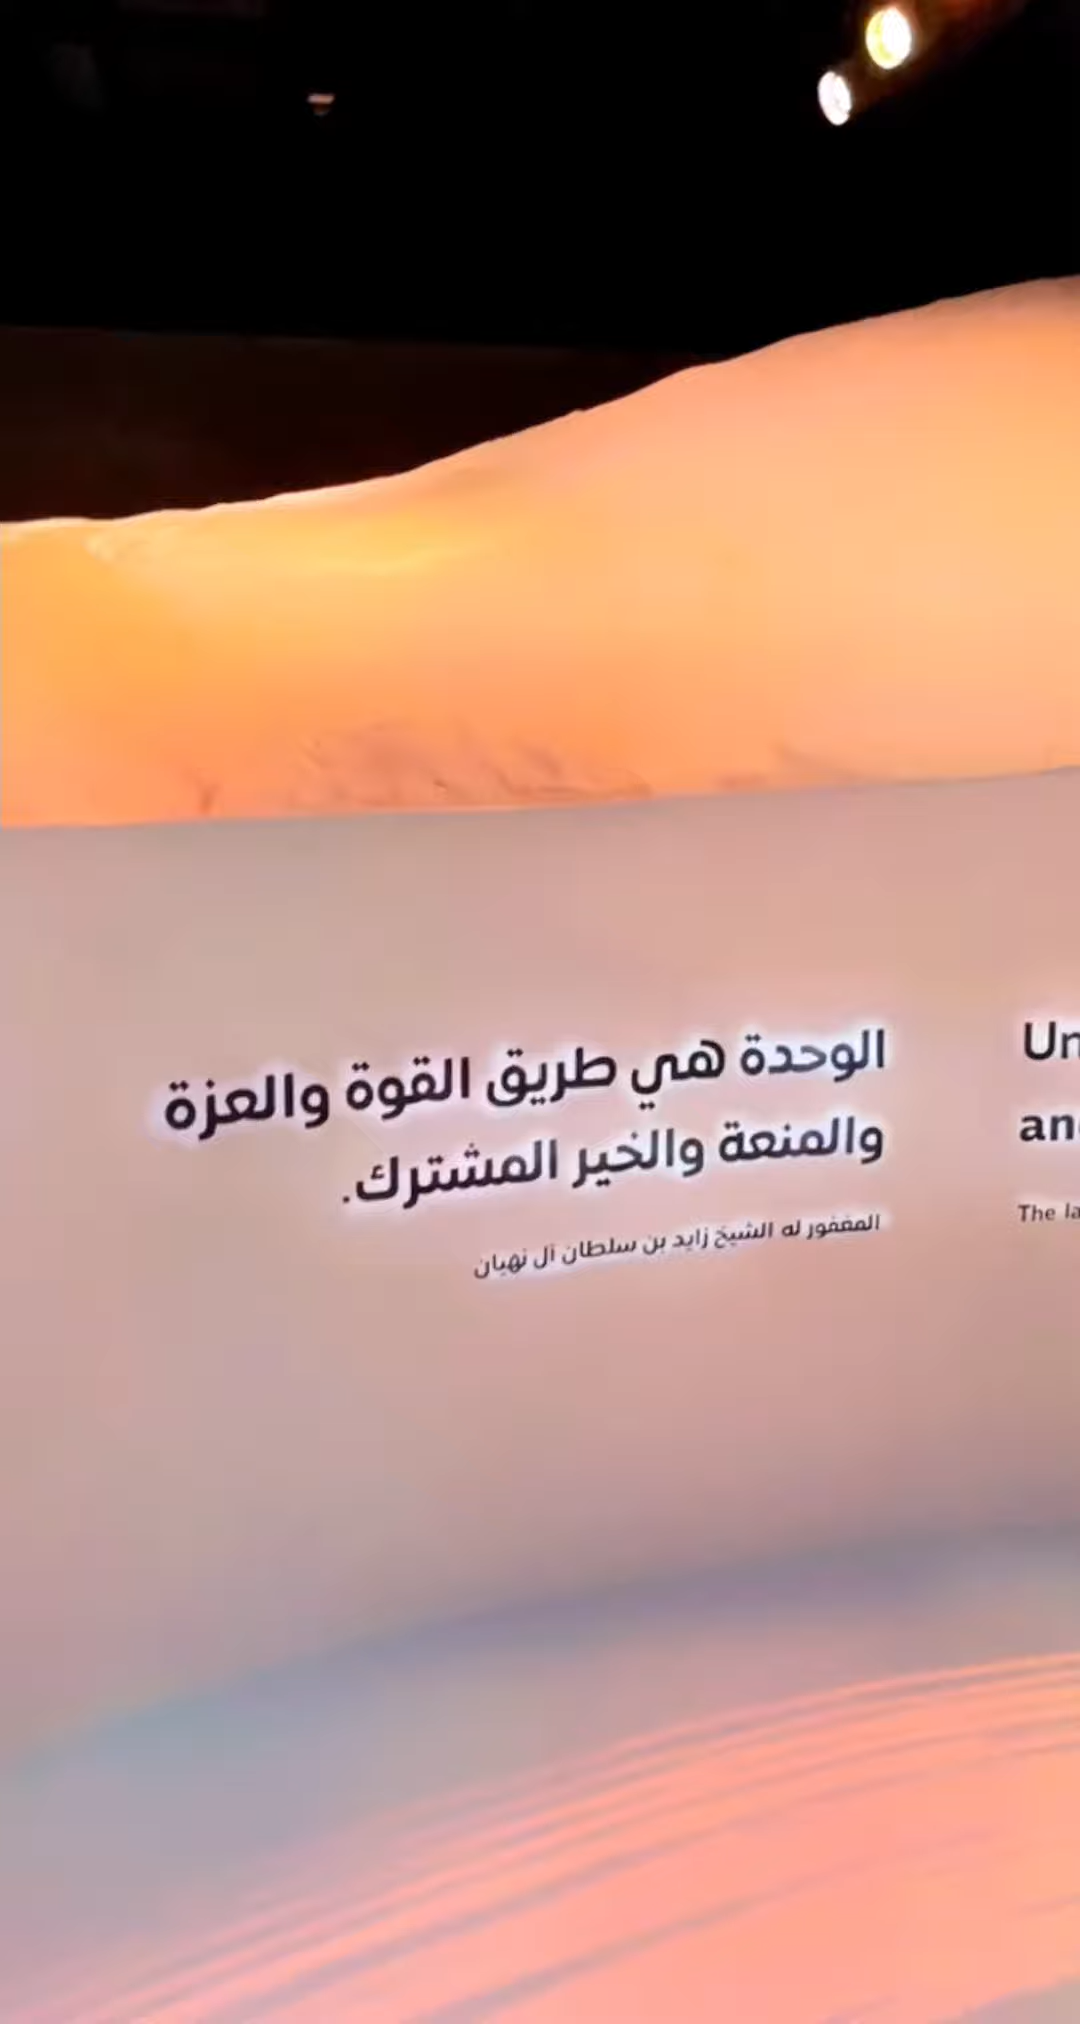 الوحدة هي طريق القوة والعزة
والمنعة والخير المشترك.
المغفور له الشيخ زايد بن سلطان آل نهيان
Un
an
The la